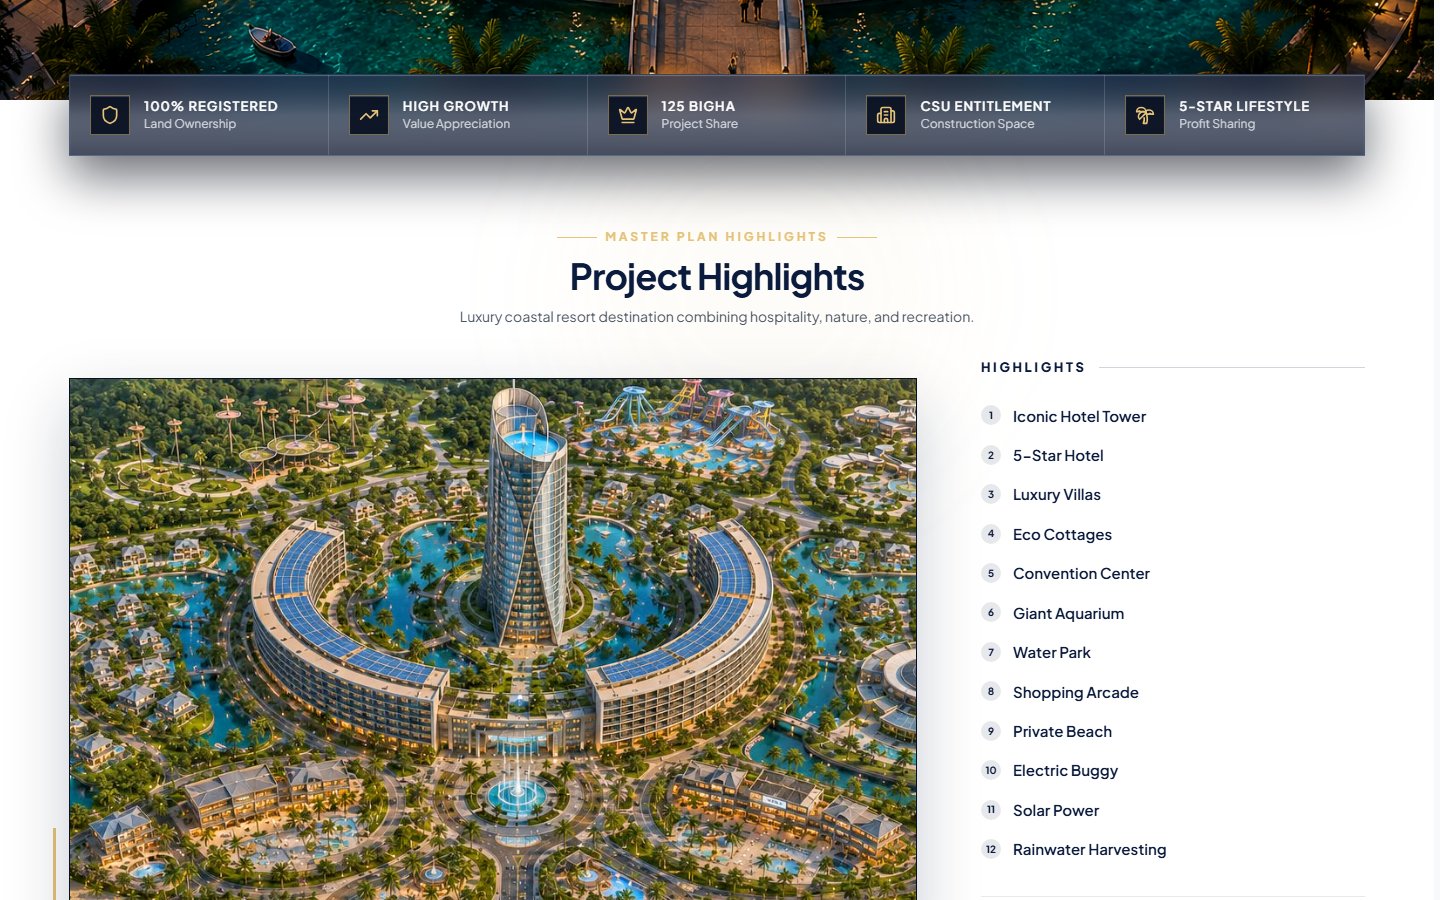 100% REGISTERED
Land Ownership
HIGH GROWTH
Value Appreciation
125 BIGHA
Project Share
CSU ENTITLEMENT
Construction Space
5-STAR LIFESTYLE
Profit Sharing
MASTER PLAN HIGHLIGHTS
Project Highlights
Luxury coastal resort destination combining hospitality, nature, and recreation.
HIGHLIGHTS
1 Iconic Hotel Tower
2 5-Star Hotel
3 Luxury Villas
4 Eco Cottages
5 Convention Center
6 Giant Aquarium
7 Water Park
8 Shopping Arcade
9 Private Beach
10 Electric Buggy
11 Solar Power
12 Rainwater Harvesting